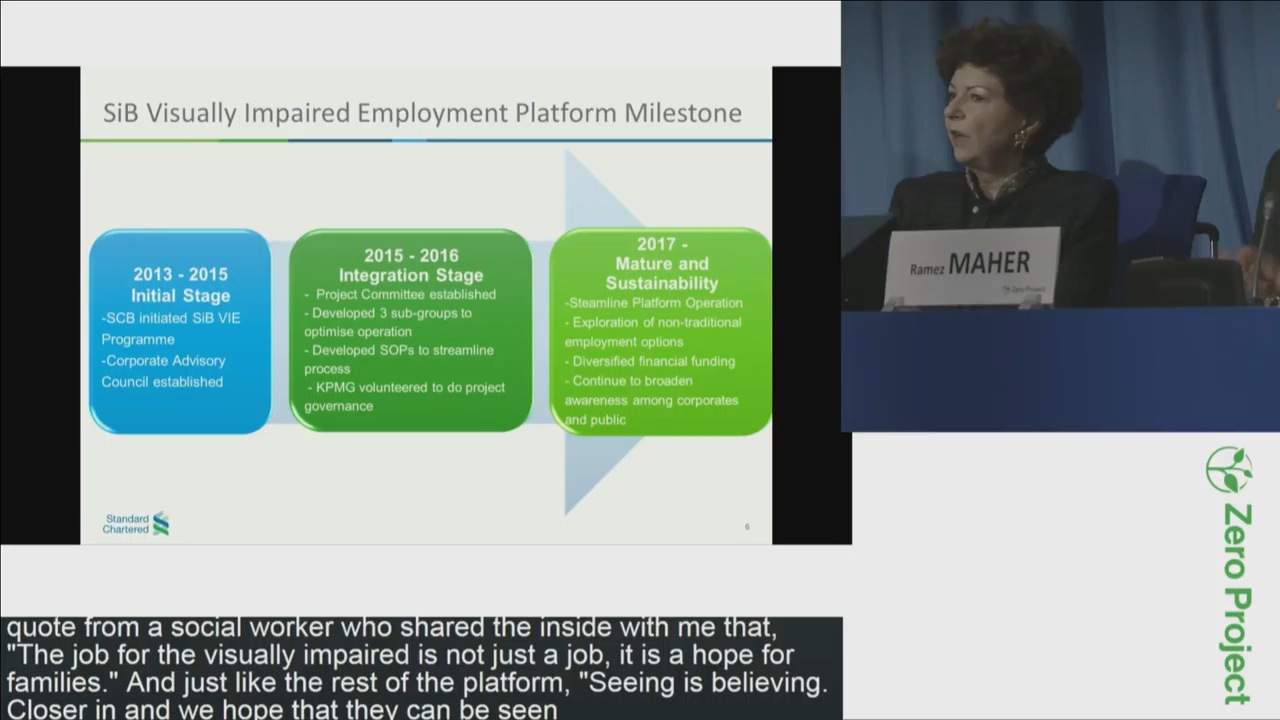 SiB Visually Impaired Employment Platform Milestone
2013 - 2015
Initial Stage
-SCB initiated SiB VIE
Programme
-Corporate Advisory
Council established
2015 - 2016
Integration Stage
- Project Committee established
- Developed 3 sub-groups to
optimise operation
- Developed SOPs to streamline
process
- KPMG volunteered to do project
governance
2017 -
Mature and
Sustainability
-Steamline Platform Operation
- Exploration of non-traditional
employment options
- Diversified financial funding
- Continue to broaden
awareness among corporates
and public
Standard
Chartered
6
Ramez MAHER
Zero Project
Zero Project
quote from a social worker who shared the inside with me that,
"The job for the visually impaired is not just a job, it is a hope for
families." And just like the rest of the platform, "Seeing is believing.
Closer in and we hope that they can be seen